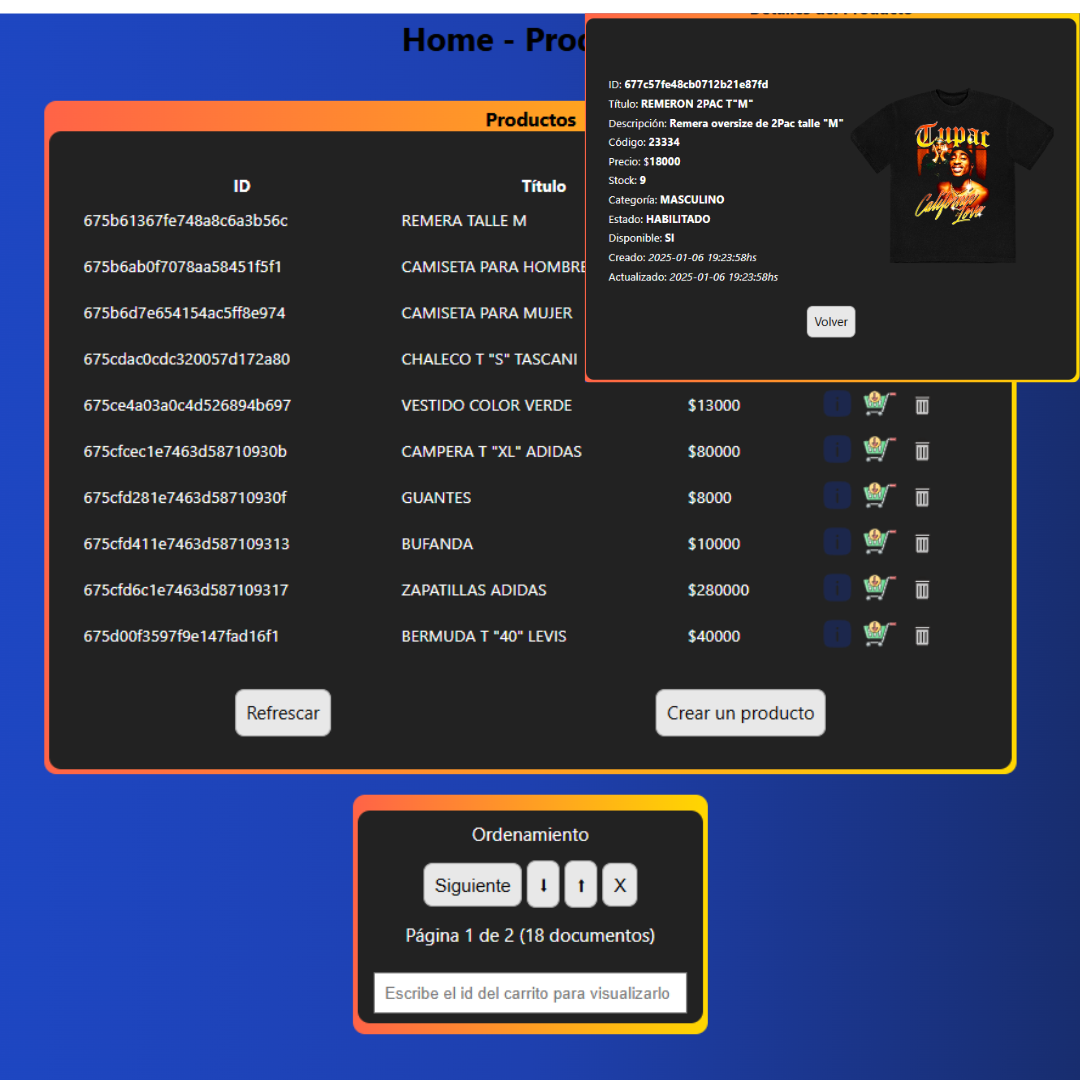 Home - Prod
Productos
ID Título
675b61367fe748a8c6a3b56c REMERA TALLE M
675b6ab0f7078aa58451f5f1 CAMISETA PARA HOMBRE
675b6d7e654154ac5ff8e974 CAMISETA PARA MUJER
675cdac0cdc320057d172a80 CHALECO T "S" TASCANI
675ce4a03a0c4d526894b697 VESTIDO COLOR VERDE $13000
675cfcec1e7463d58710930b CAMPERA T "XL" ADIDAS $80000
675cfd281e7463d58710930f GUANTES $8000
675cfd411e7463d587109313 BUFANDA $10000
675cfd6c1e7463d587109317 ZAPATILLAS ADIDAS $280000
675d00f3597f9e147fad16f1 BERMUDA T "40" LEVIS $40000
Refrescar Crear un producto
Detalles del Producto
ID: 677c57fe48cb0712b21e87fd
Título: REMERON 2PAC T"M"
Descripción: Remera oversize de 2Pac talle "M"
Código: 23334
Precio: $18000
Stock: 9
Categoría: MASCULINO
Estado: HABILITADO
Disponible: SI
Creado: 2025-01-06 19:23:58hs
Actualizado: 2025-01-06 19:23:58hs
Tupac
California
Love
Volver
Ordenamiento
Siguiente ⬇ ⬆ X
Página 1 de 2 (18 documentos)
Escribe el id del carrito para visualizarlo